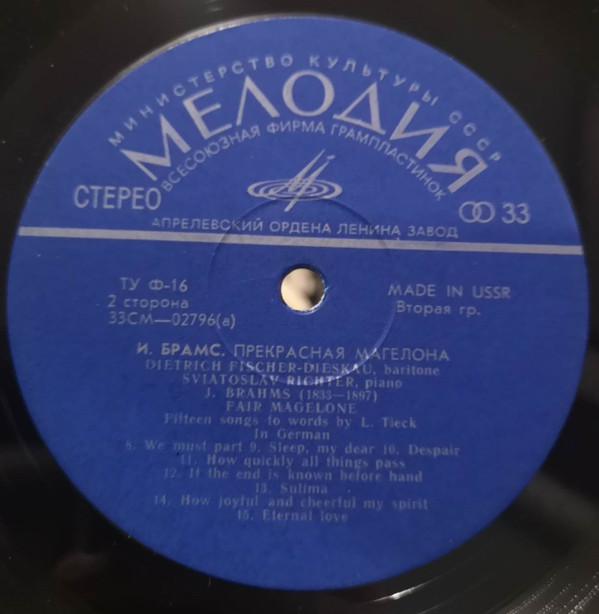 МИНИСТЕРСТВО КУЛЬТУРЫ СССР
МЕЛОДИЯ
ВСЕСОЮЗНАЯ ФИРМА ГРАМПЛАСТИНОК
СТЕРЕО
33
АПРЕЛЕВСКИЙ ОРДЕНА ЛЕНИНА ЗАВОД
ТУ Ф-16
2 сторона
33СМ—02796(а)
MADE IN USSR
Вторая гр.
И. БРАМС. ПРЕКРАСНАЯ МАГЕЛОНА
DIETRICH FISCHER-DIESKAU, baritone
SVIATOSLAV RICHTER, piano
J. BRAHMS (1833—1897)
FAIR MAGELONE
Fifteen songs to words by L. Tieck
In German
8. We must part 9. Sleep, my dear 10. Despair
11. How quickly all things pass
12. If the end is known before hand
13. Sulima
14. How joyful and cheerful my spirit
15. Eternal love